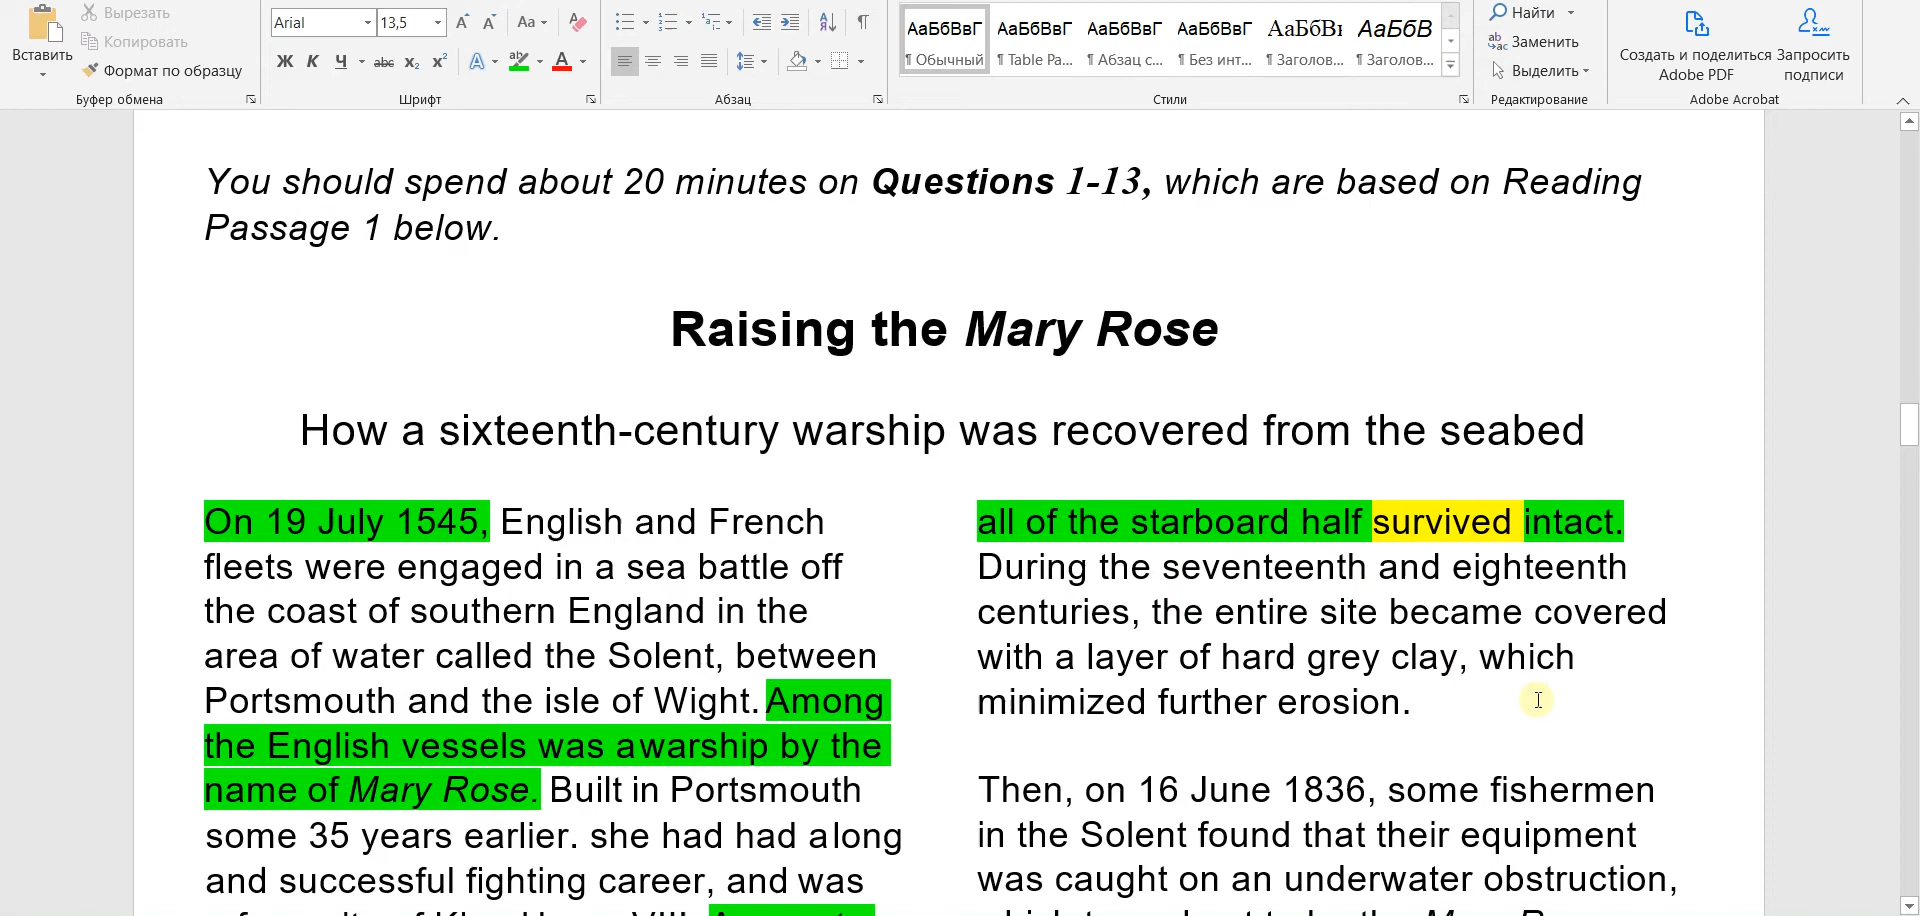 Вставить
Вырезать
Копировать
Формат по образцу
Буфер обмена
Arial
13,5
Aa
Ж К Ч abc x₂ x²
A A
Шрифт
Абзац
АаБбВвГ АаБбВвГ АаБбВвГ АаБбВвГ АаБбВı АаБбВ
¶ Обычный ¶ Table Pa... ¶ Абзац с... ¶ Без инт... ¶ Заголов... ¶ Заголов...
Стили
Найти
Заменить
Выделить
Редактирование
Создать и поделиться
Adobe PDF
Запросить
подписи
Adobe Acrobat
You should spend about 20 minutes on Questions 1-13, which are based on Reading
Passage 1 below.
Raising the Mary Rose
How a sixteenth-century warship was recovered from the seabed
On 19 July 1545, English and French
fleets were engaged in a sea battle off
the coast of southern England in the
area of water called the Solent, between
Portsmouth and the isle of Wight. Among
the English vessels was awarship by the
name of Mary Rose. Built in Portsmouth
some 35 years earlier. she had had along
and successful fighting career, and was
all of the starboard half survived intact.
During the seventeenth and eighteenth
centuries, the entire site became covered
with a layer of hard grey clay, which
minimized further erosion.
Then, on 16 June 1836, some fishermen
in the Solent found that their equipment
was caught on an underwater obstruction,